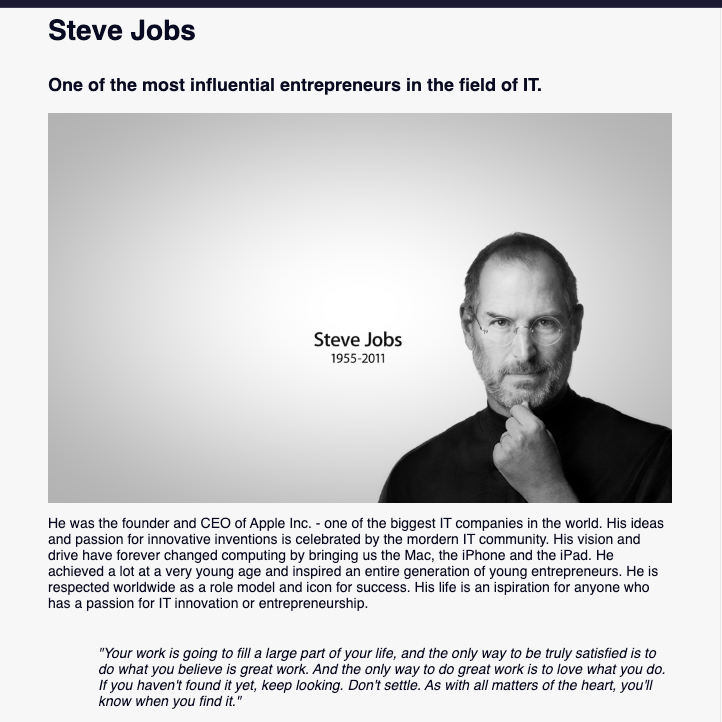 Steve Jobs
One of the most influential entrepreneurs in the field of IT.
Steve Jobs
1955-2011
He was the founder and CEO of Apple Inc. - one of the biggest IT companies in the world. His ideas
and passion for innovative inventions is celebrated by the mordern IT community. His vision and
drive have forever changed computing by bringing us the Mac, the iPhone and the iPad. He
achieved a lot at a very young age and inspired an entire generation of young entrepreneurs. He is
respected worldwide as a role model and icon for success. His life is an ispiration for anyone who
has a passion for IT innovation or entrepreneurship.
"Your work is going to fill a large part of your life, and the only way to be truly satisfied is to
do what you believe is great work. And the only way to do great work is to love what you do.
If you haven't found it yet, keep looking. Don't settle. As with all matters of the heart, you'll
know when you find it."